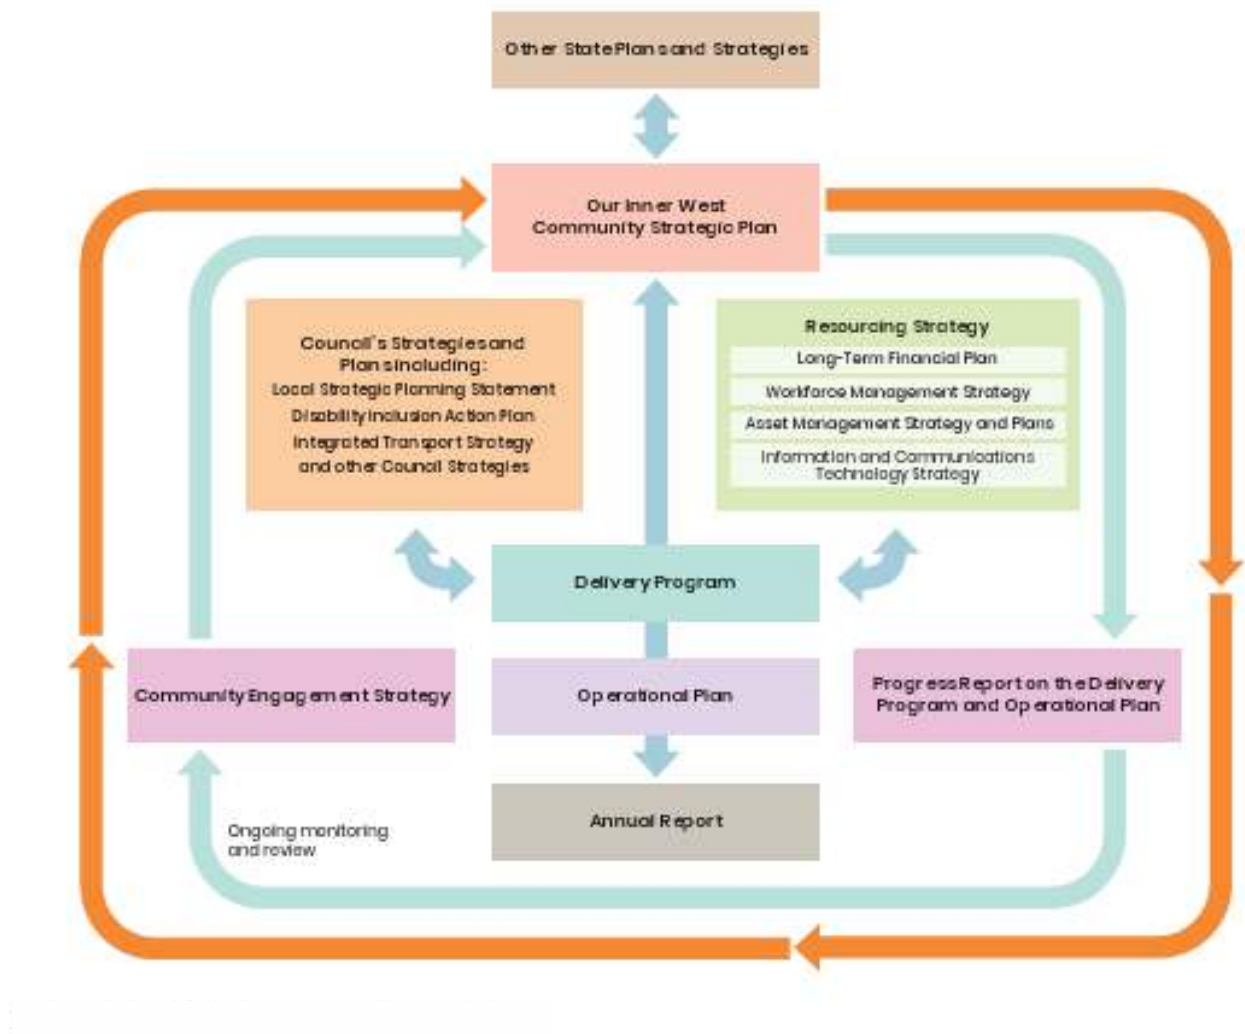 Other State Plans and Strategies
Our Inner West
Community Strategic Plan
Council's Strategies and
Plans including:
Local Strategic Planning Statement
Disability Inclusion Action Plan
Integrated Transport Strategy
and other Council Strategies
Resourcing Strategy
Long-Term Financial Plan
Workforce Management Strategy
Asset Management Strategy and Plans
Information and Communications
Technology Strategy
Delivery Program
Community Engagement Strategy
Operational Plan
Progress Report on the Delivery
Program and Operational Plan
Annual Report
Ongoing monitoring
and review